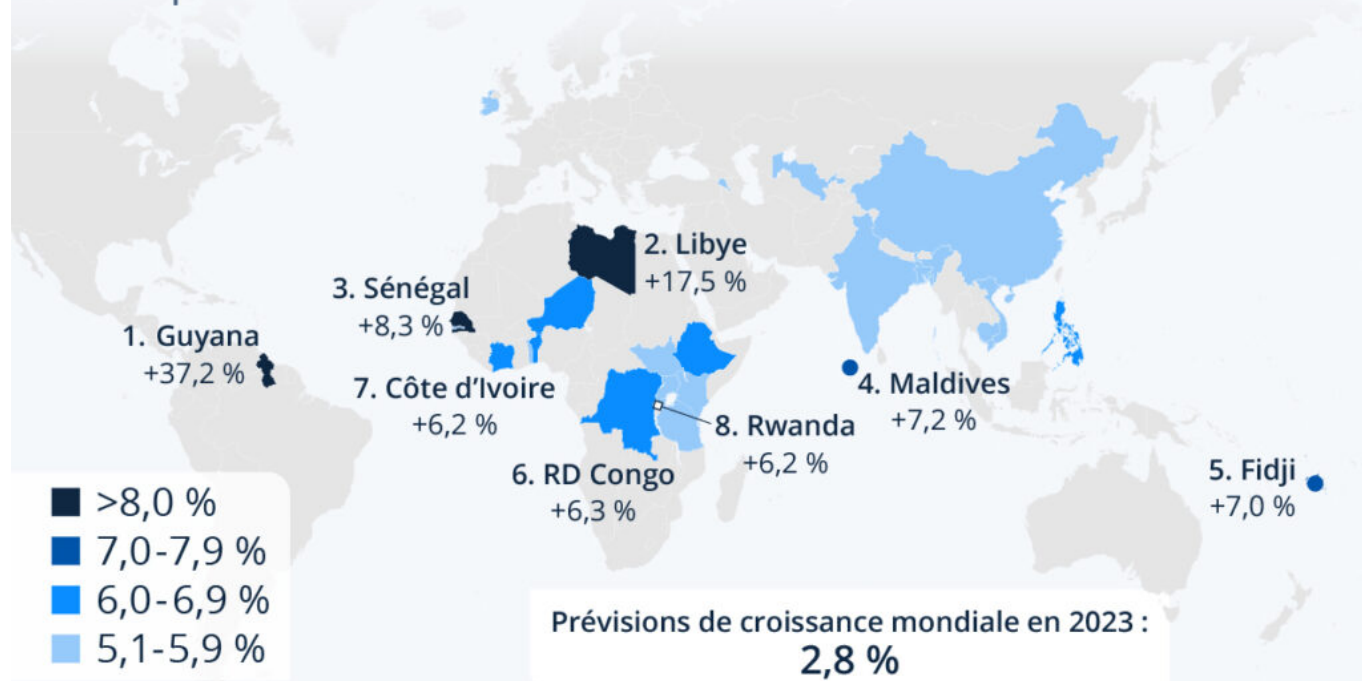 2. Libye
+17,5 %
3. Sénégal
+8,3 %
1. Guyana
+37,2 %
7. Côte d’Ivoire
+6,2 %
4. Maldives
+7,2 %
8. Rwanda
+6,2 %
6. RD Congo
+6,3 %
5. Fidji
+7,0 %
>8,0 %
7,0-7,9 %
6,0-6,9 %
5,1-5,9 %
Prévisions de croissance mondiale en 2023 :
2,8 %